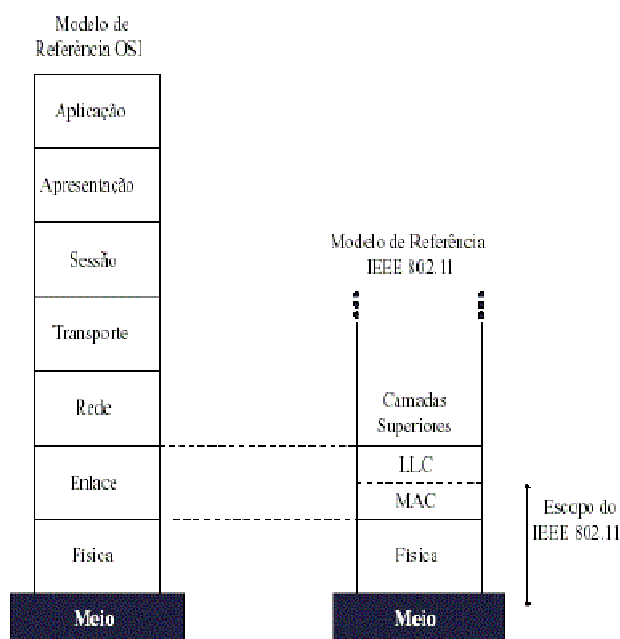 Modelo de
Referência OSI
Aplicação
Apresentação
Sessão
Transporte
Rede
Enlace
Física
Meio
Modelo de Referência
IEEE 802.11
Camadas
Superiores
LLC
MAC
Física
Meio
Escopo do
IEEE 802.11